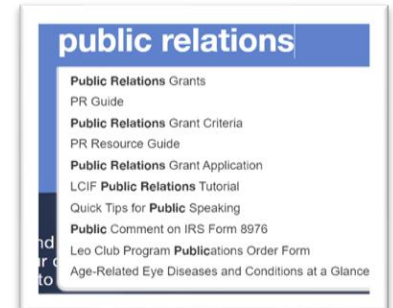 public relations
Public Relations Grants
PR Guide
Public Relations Grant Criteria
PR Resource Guide
Public Relations Grant Application
LCIF Public Relations Tutorial
Quick Tips for Public Speaking
Public Comment on IRS Form 8976
Leo Club Program Publications Order Form
Age-Related Eye Diseases and Conditions at a Glance
to